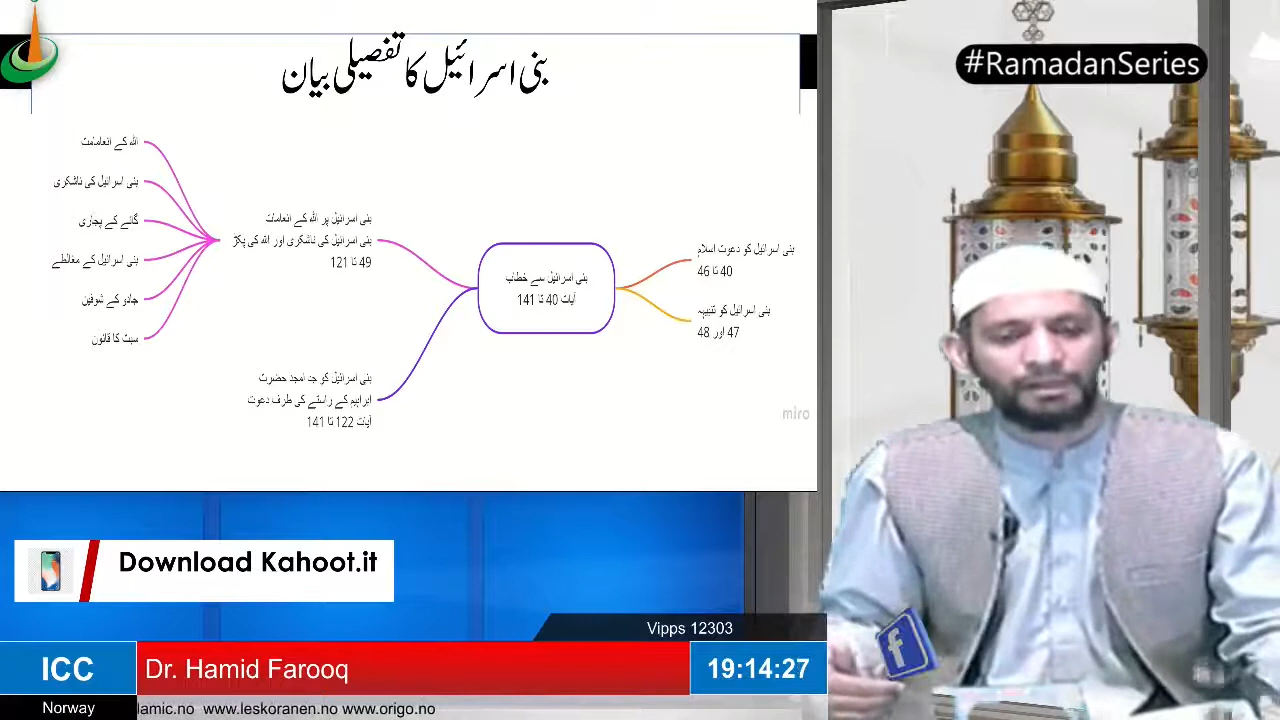 بنی اسرائیل کا تفصیلی بیان
#RamadanSeries
بنی اسرائیل کو دعوت اسلام
40 تا 46
بنی اسرائیل کو تنبیہہ
47 اور 48
بنی اسرائیل سے خطاب
آیات 40 تا 141
بنی اسرائیل پر اللہ کے انعامات
بنی اسرائیل کی ناشکری اور اللہ کی پکڑ
49 تا 121
اللہ کے انعامات
بنی اسرائیل کی ناشکری
گائے کے پجاری
بنی اسرائیل کے مغالطے
جادو کے شوقین
سبت کا قانون
بنی اسرائیل کو جد امجد حضرت
ابراہیم کے راستے کی طرف دعوت
آیات 122 تا 141
miro
Download Kahoot.it
Vipps 12303
ICC
Dr. Hamid Farooq
19:14:27
Norway
lamic.no www.leskoranen.no www.origo.no
f